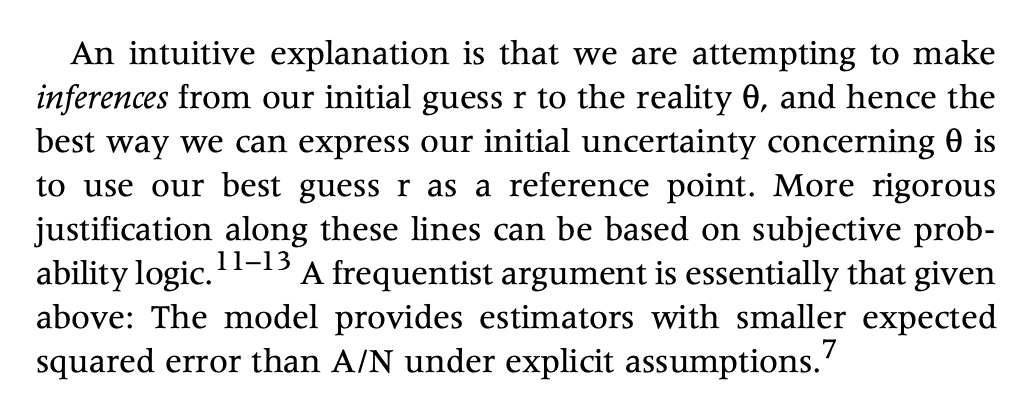 An intuitive explanation is that we are attempting to make
inferences from our initial guess r to the reality θ, and hence the
best way we can express our initial uncertainty concerning θ is
to use our best guess r as a reference point. More rigorous
justification along these lines can be based on subjective prob-
ability logic.11–13 A frequentist argument is essentially that given
above: The model provides estimators with smaller expected
squared error than A/N under explicit assumptions.7